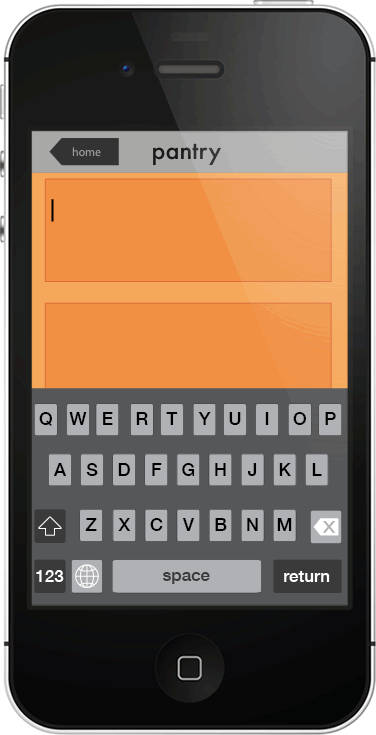 home pantry
Q W E R T Y U I O P
A S D F G H J K L
Z X C V B N M
123 space return